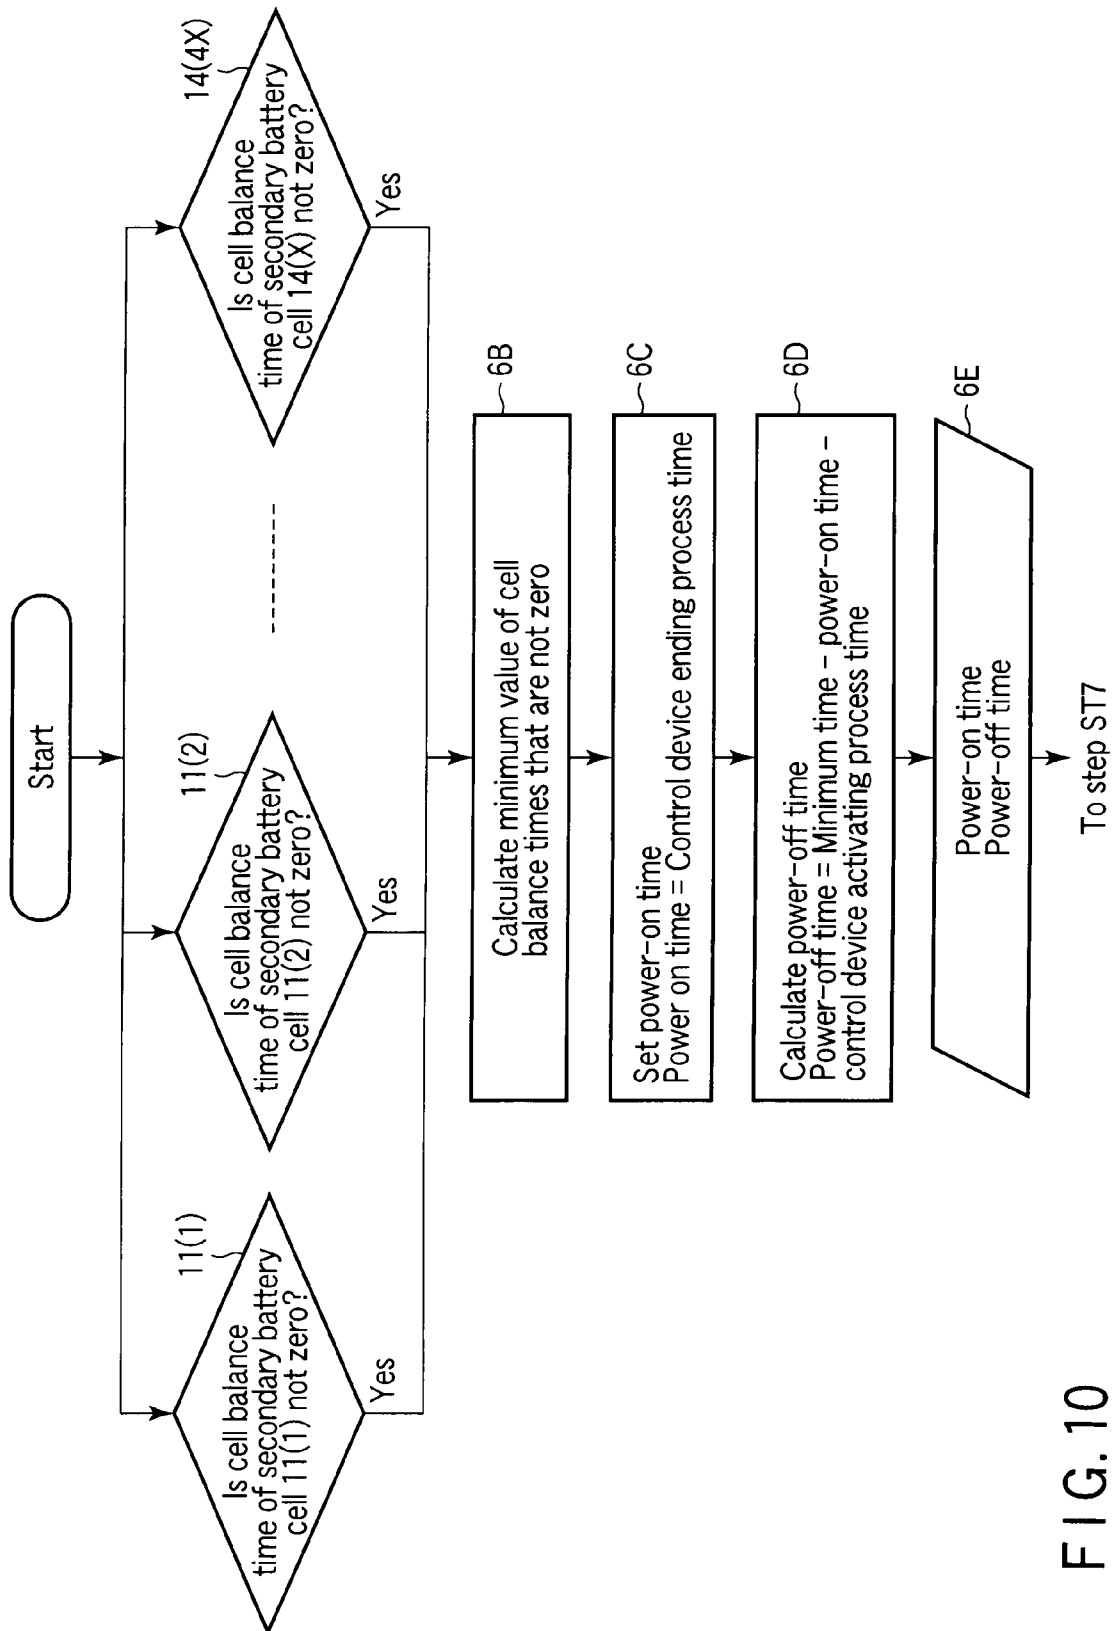 Start
11(1)
Is cell balance
time of secondary battery
cell 11(1) not zero?
Yes
11(2)
Is cell balance
time of secondary battery
cell 11(2) not zero?
Yes
14(4X)
Is cell balance
time of secondary battery
cell 14(X) not zero?
Yes
6B
Calculate minimum value of cell
balance times that are not zero
6C
Set power-on time
Power on time = Control device ending process time
6D
Calculate power-off time
Power-off time = Minimum time - power-on time -
control device activating process time
6E
Power-on time
Power-off time
To step ST7
FIG. 10